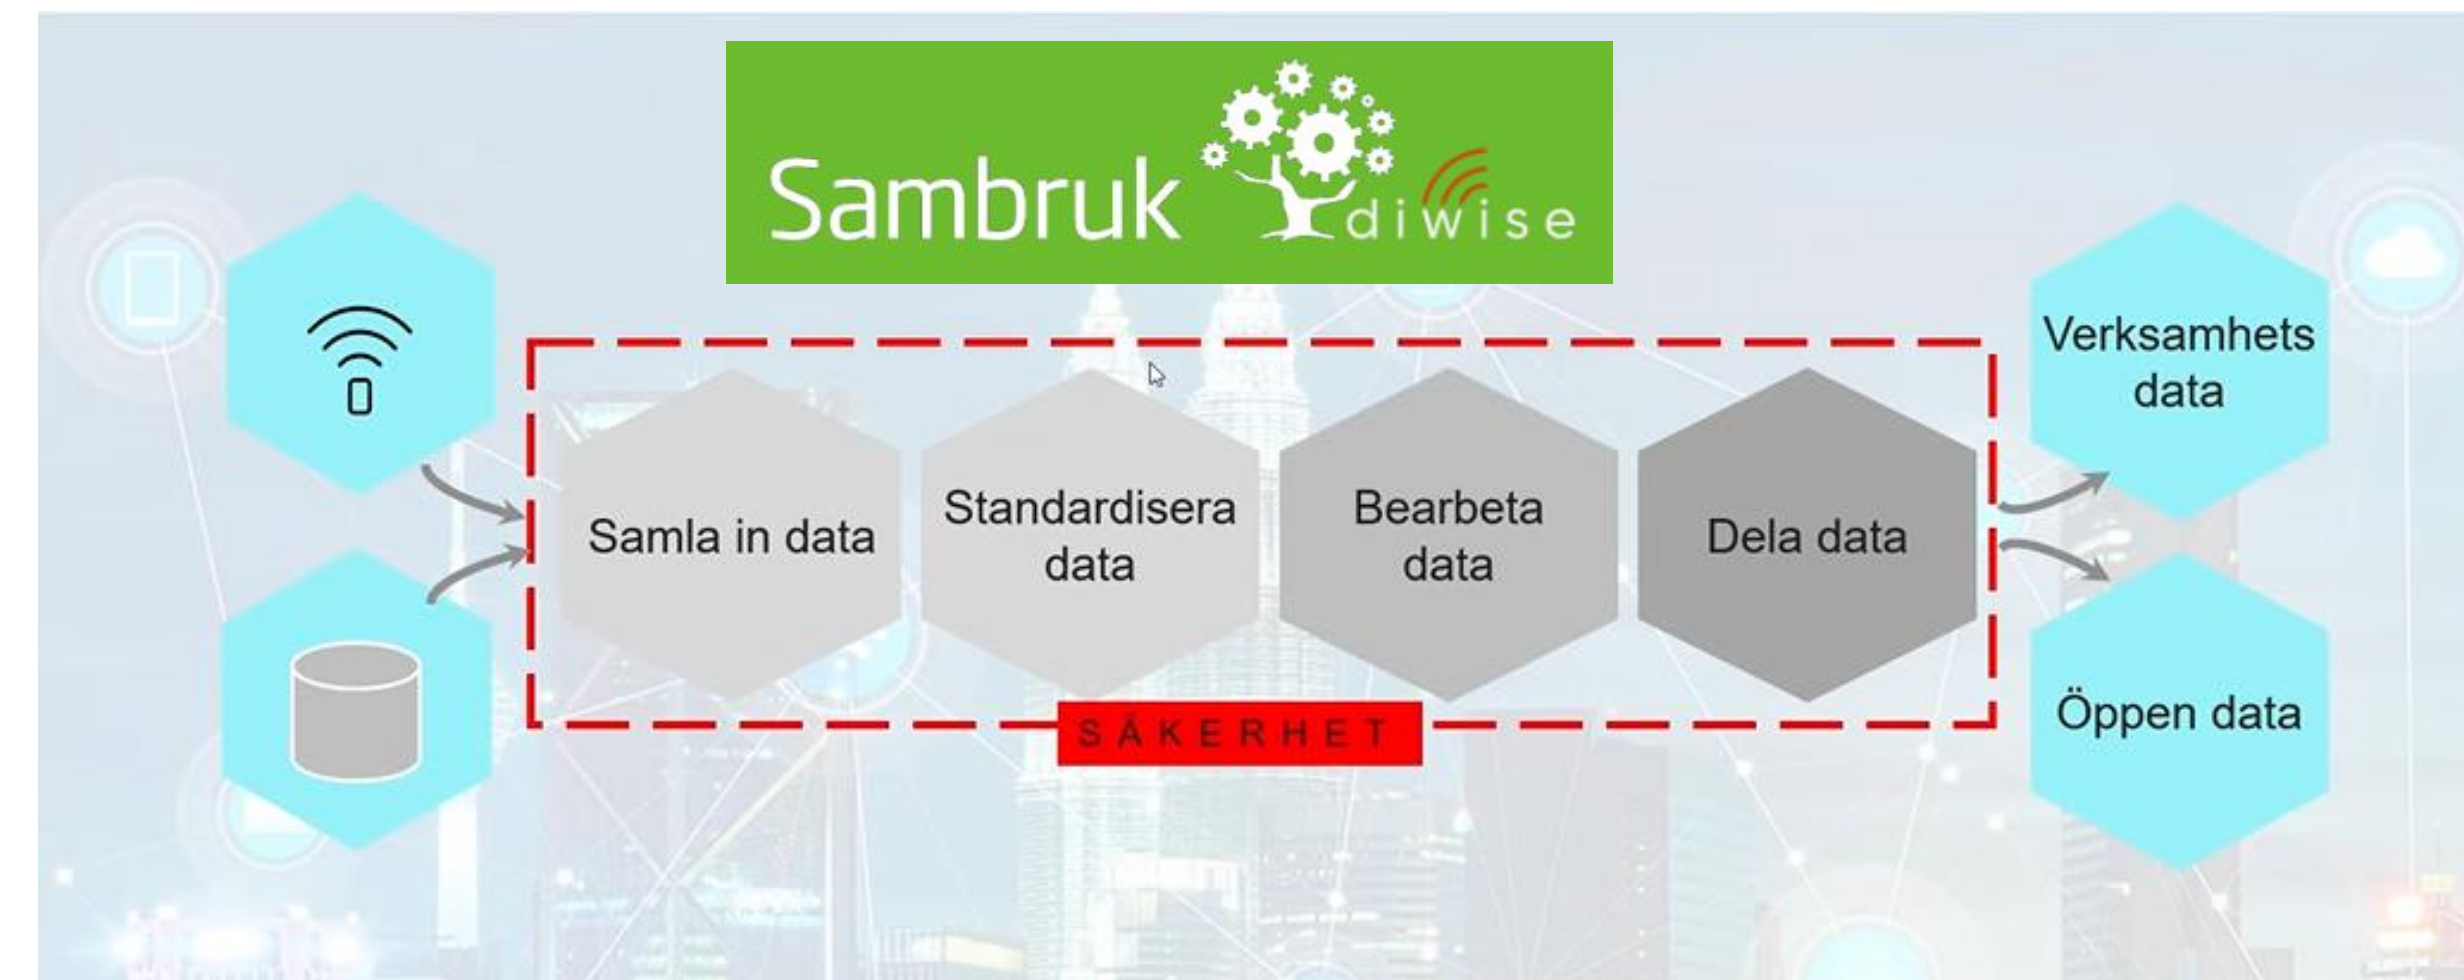 Sambruk
diwise
Samla in data
Standardisera
data
Bearbeta
data
Dela data
SÄKERHET
Verksamhets
data
Öppen data